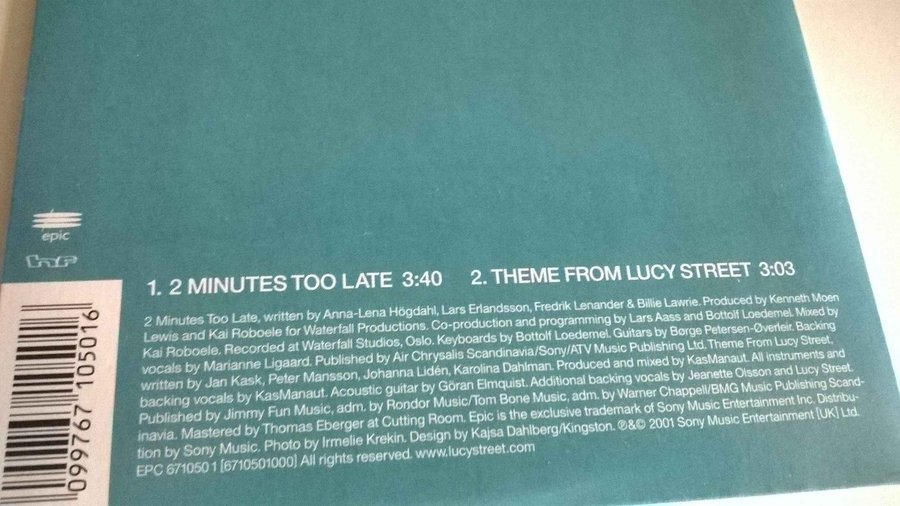 epic
1. 2 MINUTES TOO LATE 3:40 2. THEME FROM LUCY STREET 3:03
2 Minutes Too Late, written by Anna-Lena Högdahl, Lars Erlandsson, Fredrik Lenander & Billie Lawrie. Produced by Kenneth Moen
Lewis and Kai Roboele for Waterfall Productions. Co-production and programming by Lars Aass and Bottolf Loedemel. Mixed by
Kai Roboele. Recorded at Waterfall Studios, Oslo. Keyboards by Bottolf Loedemel. Guitars by Børge Petersen-Øverleir. Backing
vocals by Marianne Ligaard. Published by Air Chrysalis Scandinavia/Sony/ATV Music Publishing Ltd. Theme From Lucy Street,
written by Jan Kask, Peter Mansson, Johanna Lidén, Karolina Dahlman. Produced and mixed by KasManaut. All instruments and
backing vocals by KasManaut. Acoustic guitar by Göran Elmquist. Additional backing vocals by Jeanette Olsson and Lucy Street.
Published by Jimmy Fun Music, adm. by Rondor Music/Tom Bone Music, adm. by Warner Chappell/BMG Music Publishing Scand-
inavia. Mastered by Thomas Eberger at Cutting Room. Epic is the exclusive trademark of Sony Music Entertainment Inc. Distribu-
tion by Sony Music. Photo by Irmelie Krekin. Design by Kajsa Dahlberg/Kingston. ℗&© 2001 Sony Music Entertainment [UK] Ltd.
EPC 671050 1 [6710501000] All rights reserved. www.lucystreet.com
099767 105016